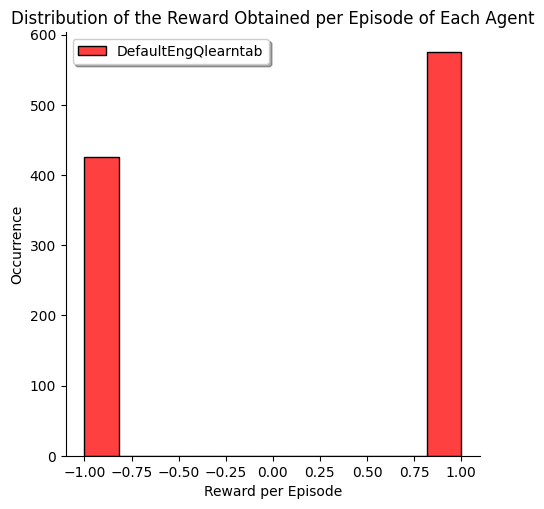 Distribution of the Reward Obtained per Episode of Each Agent
DefaultEngQlearntab
600
500
400
300
200
100
0
Occurrence
−1.00 −0.75 −0.50 −0.25 0.00 0.25 0.50 0.75 1.00
Reward per Episode